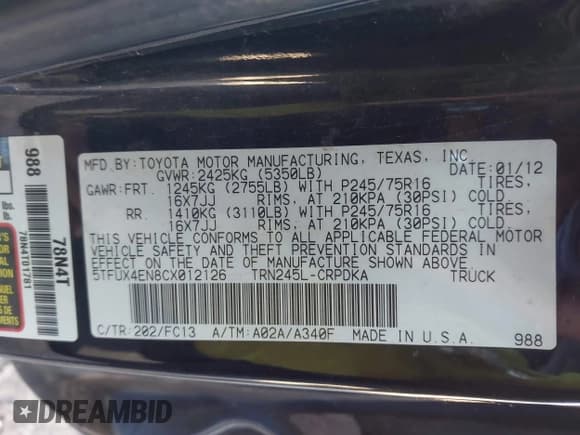 MFD.BY:TOYOTA MOTOR MANUFACTURING, TEXAS, INC.
GVWR:2425KG (5350LB) DATE:01/12
GAWR:FRT. 1245KG (2755LB) WITH P245/75R16 TIRES,
16X7JJ RIMS, AT 210KPA (30PSI) COLD
RR. 1410KG (3110LB) WITH P245/75R16 TIRES,
16X7JJ RIMS, AT 210KPA (30PSI) COLD.
THIS VEHICLE CONFORMS TO ALL APPLICABLE FEDERAL MOTOR
VEHICLE SAFETY AND THEFT PREVENTION STANDARDS IN
EFFECT ON THE DATE OF MANUFACTURE SHOWN ABOVE.
5TFUX4EN8CX012126 TRN245L-CRPDKA TRUCK
C/TR:202/FC13 A/TM:A02A/A340F MADE IN U.S.A. 988
988
78N4T
78N4T01781
lbs.
lb.
DREAMBID